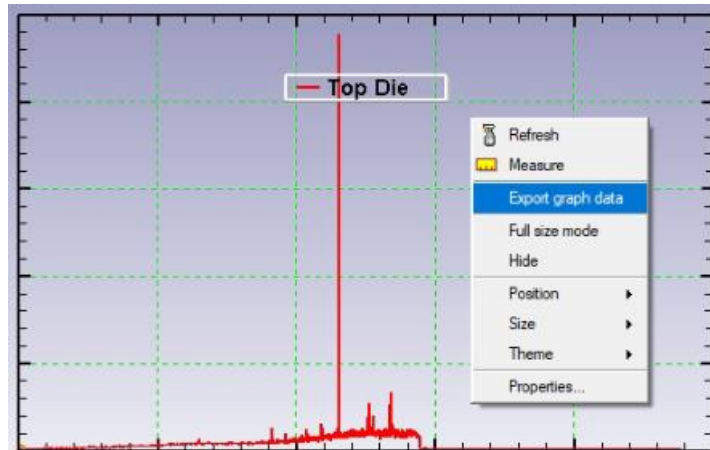 Top Die
Refresh
Measure
Export graph data
Full size mode
Hide
Position
Size
Theme
Properties...